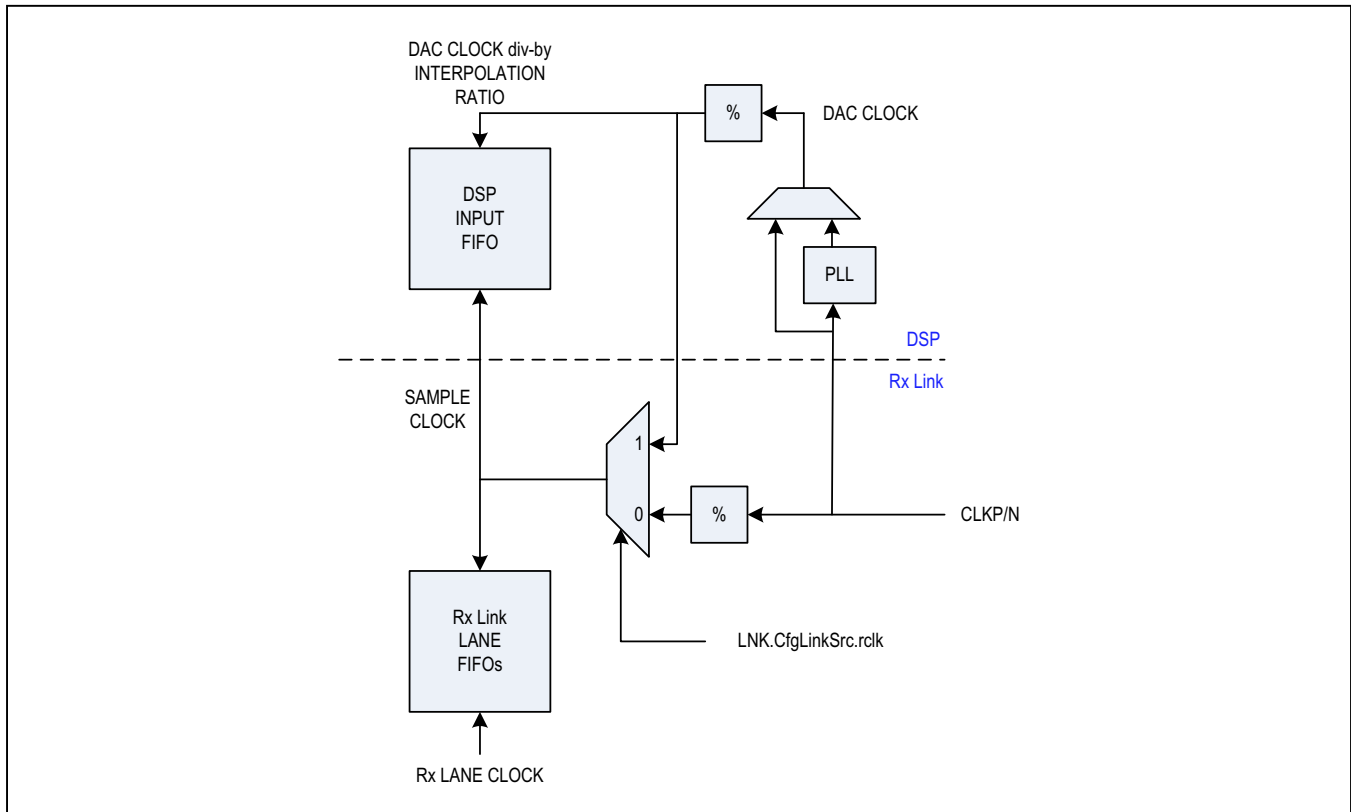 DAC CLOCK div-by
INTERPOLATION
RATIO
%
DAC CLOCK
DSP
INPUT
FIFO
PLL
DSP
Rx Link
SAMPLE
CLOCK
1
0
%
CLKP/N
Rx Link
LANE
FIFOs
LNK.CfgLinkSrc.rclk
Rx LANE CLOCK